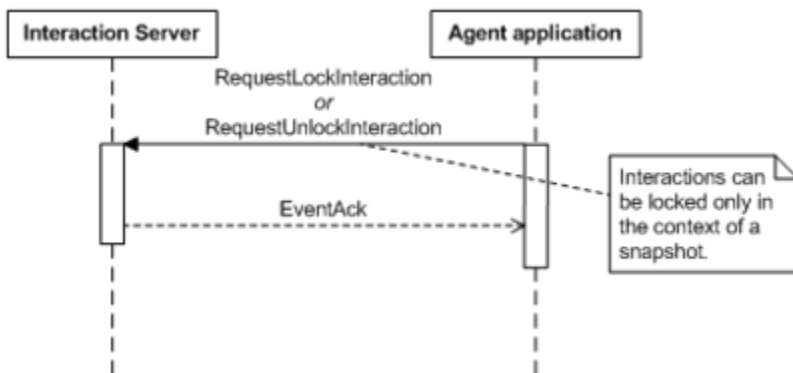 Interaction Server
Agent application
RequestLockInteraction
or
RequestUnlockInteraction
Interactions can
be locked only in
the context of a
snapshot.
EventAck